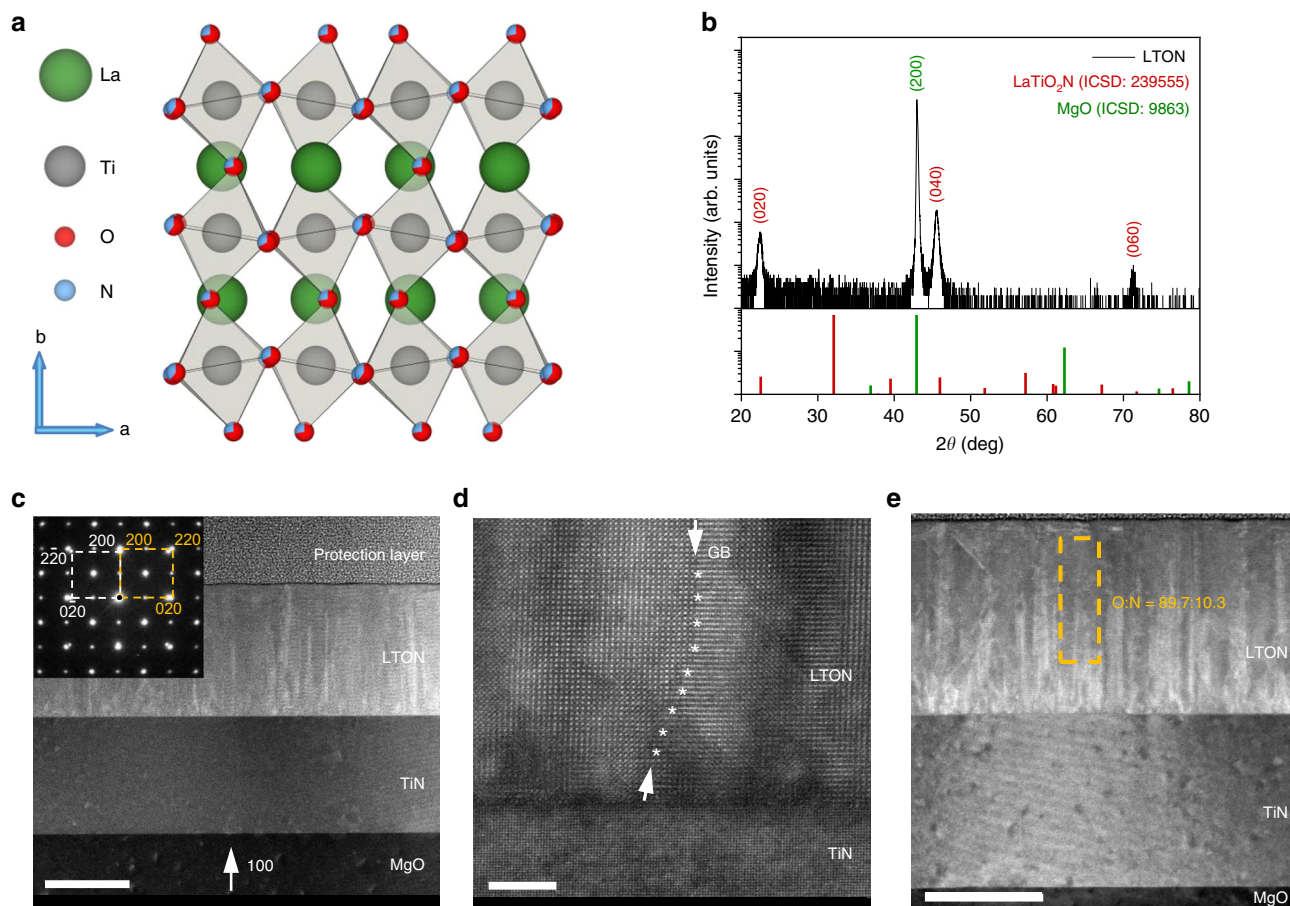 a
La
Ti
O
N
b
a
b
LTON
LaTiO₂N (ICSD: 239555)
MgO (ICSD: 9863)
(200)
(040)
(020)
(060)
Intensity (arb. units)
20 30 40 50 60 70 80
2θ (deg)
c
200 200 220
220
020 020
Protection layer
LTON
TiN
100
MgO
d
GB
LTON
TiN
e
O:N = 89.7:10.3
LTON
TiN
MgO